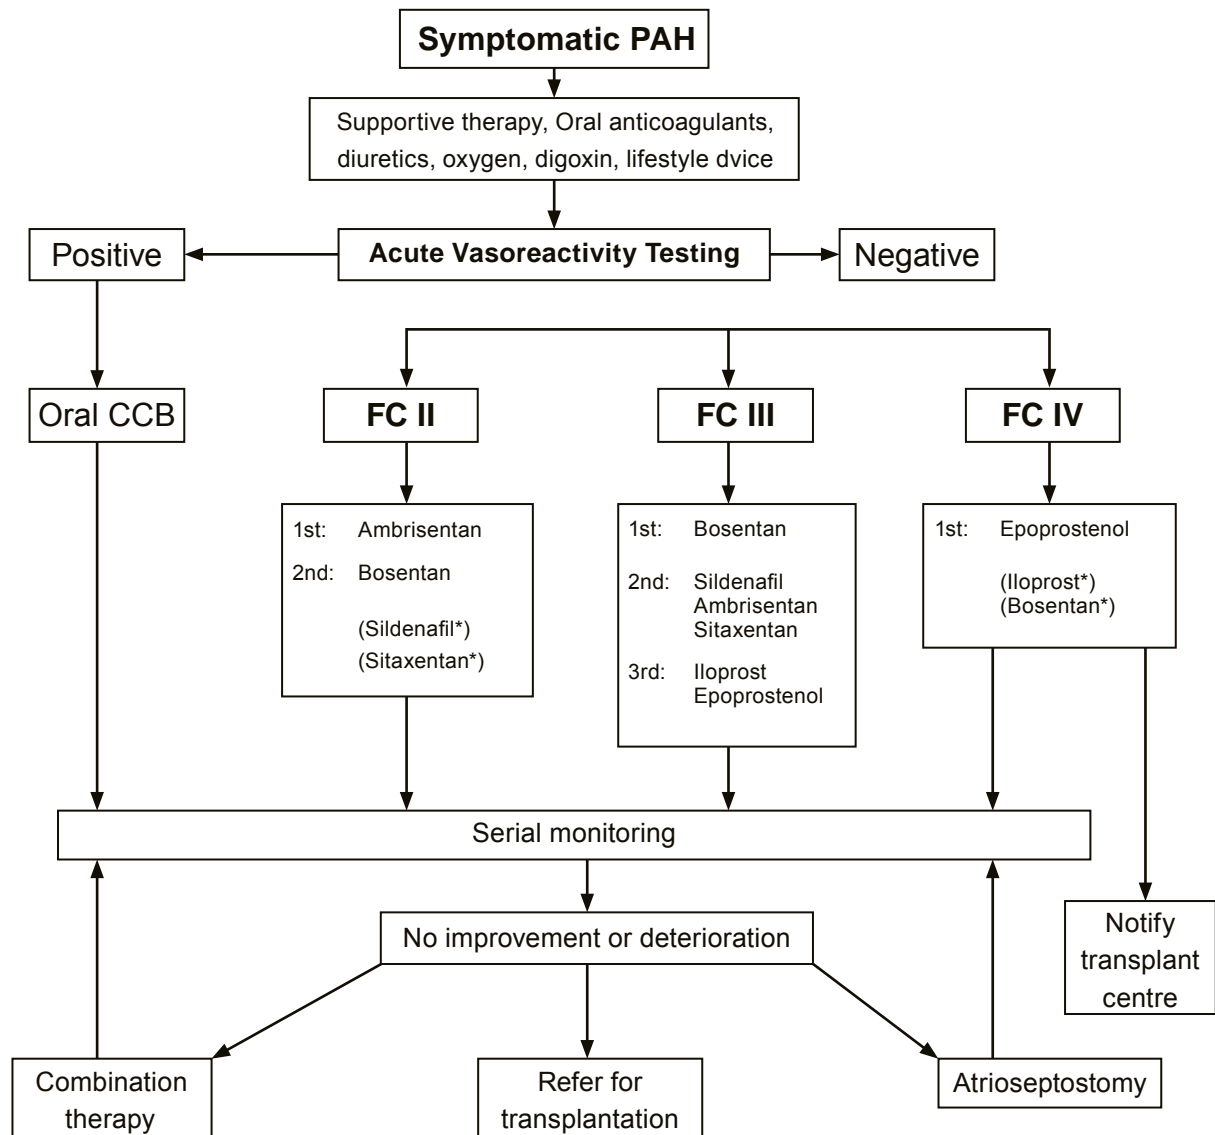 Symptomatic PAH
Supportive therapy, Oral anticoagulants,
diuretics, oxygen, digoxin, lifestyle dvice
Positive
Acute Vasoreactivity Testing
Negative
Oral CCB
FC II
FC III
FC IV
1st: Ambrisentan
2nd: Bosentan
(Sildenafil*)
(Sitaxentan*)
1st: Bosentan
2nd: Sildenafil
Ambrisentan
Sitaxentan
3rd: Iloprost
Epoprostenol
1st: Epoprostenol
(Iloprost*)
(Bosentan*)
Serial monitoring
No improvement or deterioration
Notify
transplant
centre
Combination
therapy
Refer for
transplantation
Atrioseptostomy